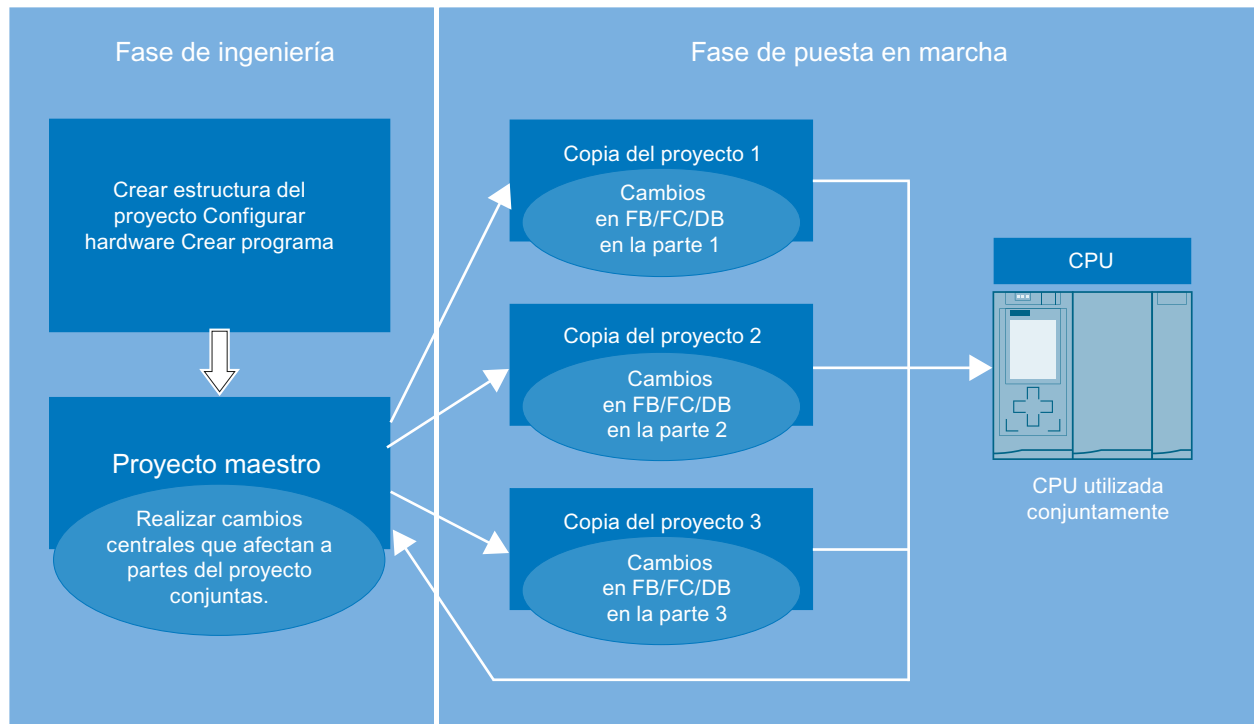 Fase de ingeniería
Crear estructura del
proyecto Configurar
hardware Crear programa
Proyecto maestro
Realizar cambios
centrales que afectan a
partes del proyecto
conjuntas.
Fase de puesta en marcha
Copia del proyecto 1
Cambios
en FB/FC/DB
en la parte 1
Copia del proyecto 2
Cambios
en FB/FC/DB
en la parte 2
Copia del proyecto 3
Cambios
en FB/FC/DB
en la parte 3
CPU
CPU utilizada
conjuntamente